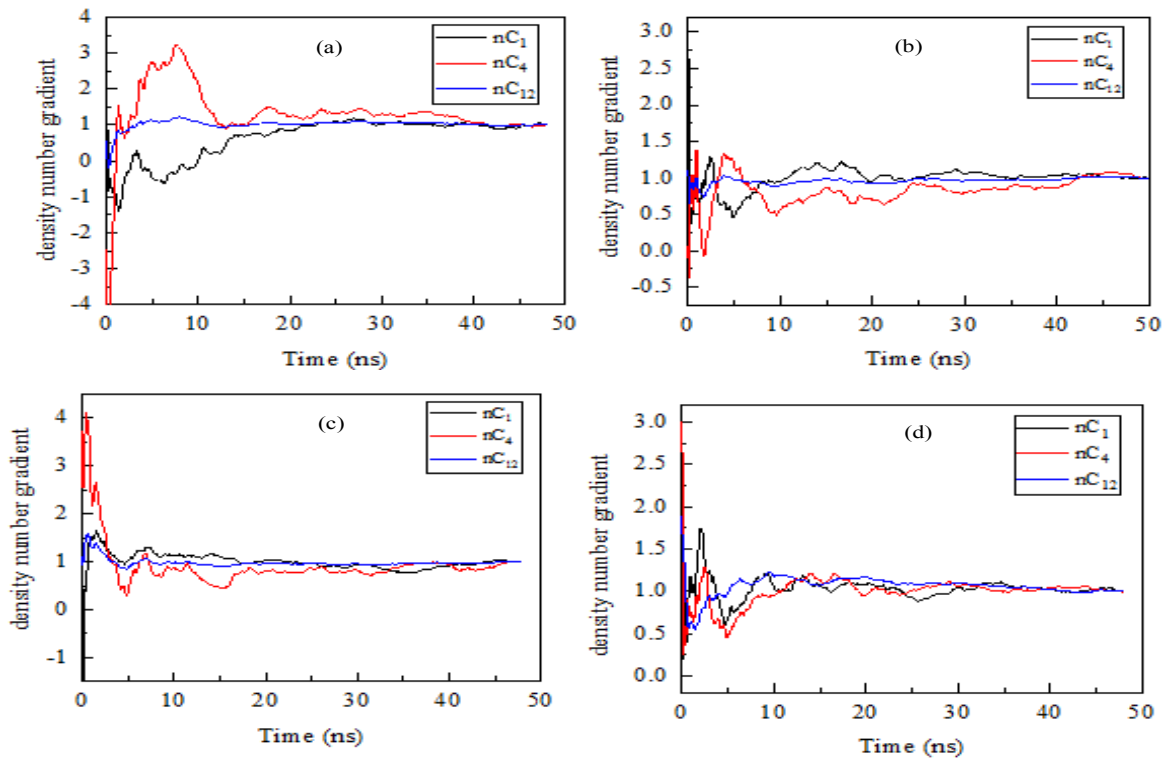 (a)
nC₁
nC₄
nC₁₂
density number gradient
4
3
2
1
0
-1
-2
-3
-4
0 10 20 30 40 50
Time (ns)
(b)
nC₁
nC₄
nC₁₂
density number gradient
3.0
2.5
2.0
1.5
1.0
0.5
0.0
-0.5
0 10 20 30 40 50
Time (ns)
(c)
nC₁
nC₄
nC₁₂
density number gradient
4
3
2
1
0
-1
0 10 20 30 40 50
Time (ns)
(d)
nC₁
nC₄
nC₁₂
density number gradient
3.0
2.5
2.0
1.5
1.0
0.5
0.0
0 10 20 30 40 50
Time (ns)